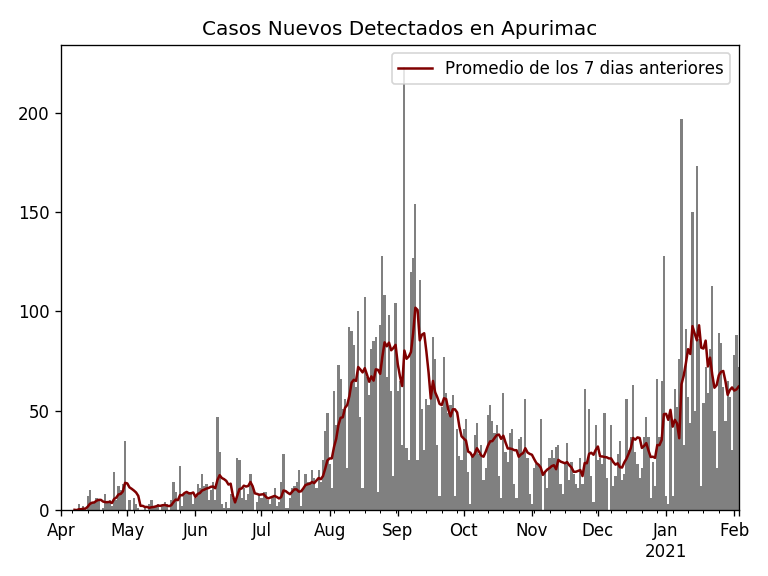 Casos Nuevos Detectados en Apurimac
Promedio de los 7 dias anteriores
200
150
100
50
0
Apr May Jun Jul Aug Sep Oct Nov Dec Jan Feb
2021